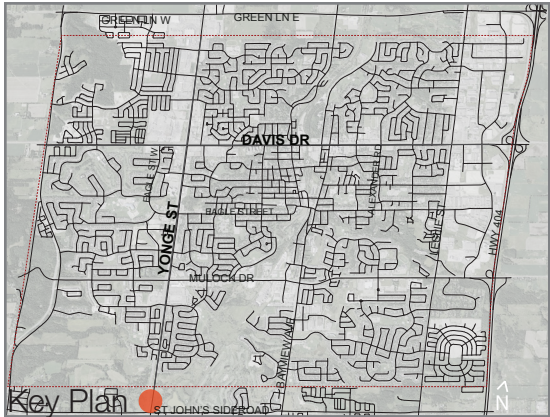 GREEN LN W
GREEN LN E
DAVIS DR
EAGLE ST W
ALEXANDER RD
YONGE ST
EAGLE STREET
LESLIE ST
HWY 404
MULOCK DR
BAYVIEW AVE
Key Plan
ST JOHN'S SIDEROAD
N